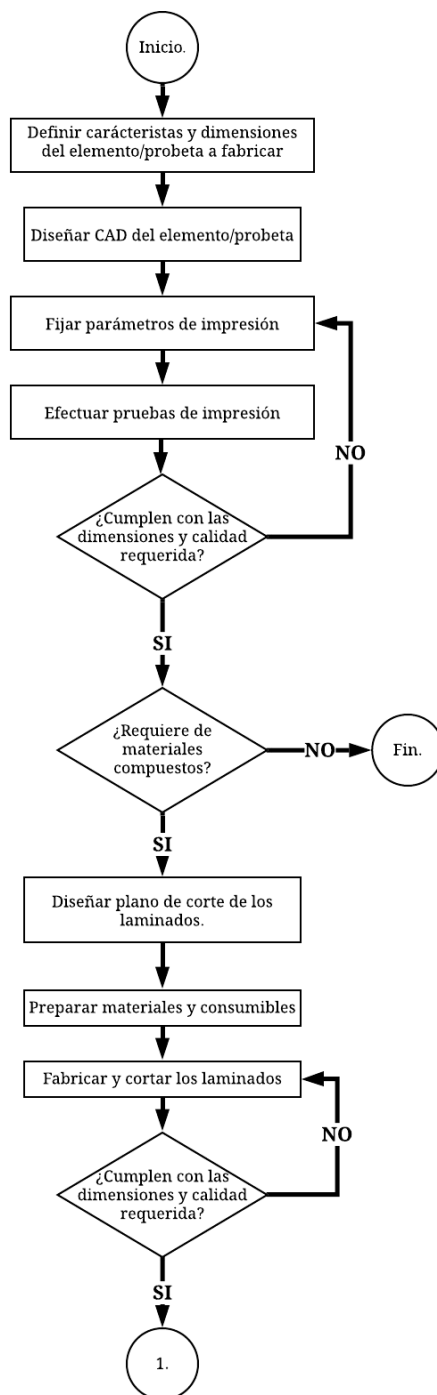 Inicio.
Definir carácteristas y dimensiones
del elemento/probeta a fabricar
Diseñar CAD del elemento/probeta
Fijar parámetros de impresión
Efectuar pruebas de impresión
NO
¿Cumplen con las
dimensiones y calidad
requerida?
SI
¿Requiere de
materiales
compuestos?
NO
Fin.
SI
Diseñar plano de corte de los
laminados.
Preparar materiales y consumibles
Fabricar y cortar los laminados
NO
¿Cumplen con las
dimensiones y calidad
requerida?
SI
1.